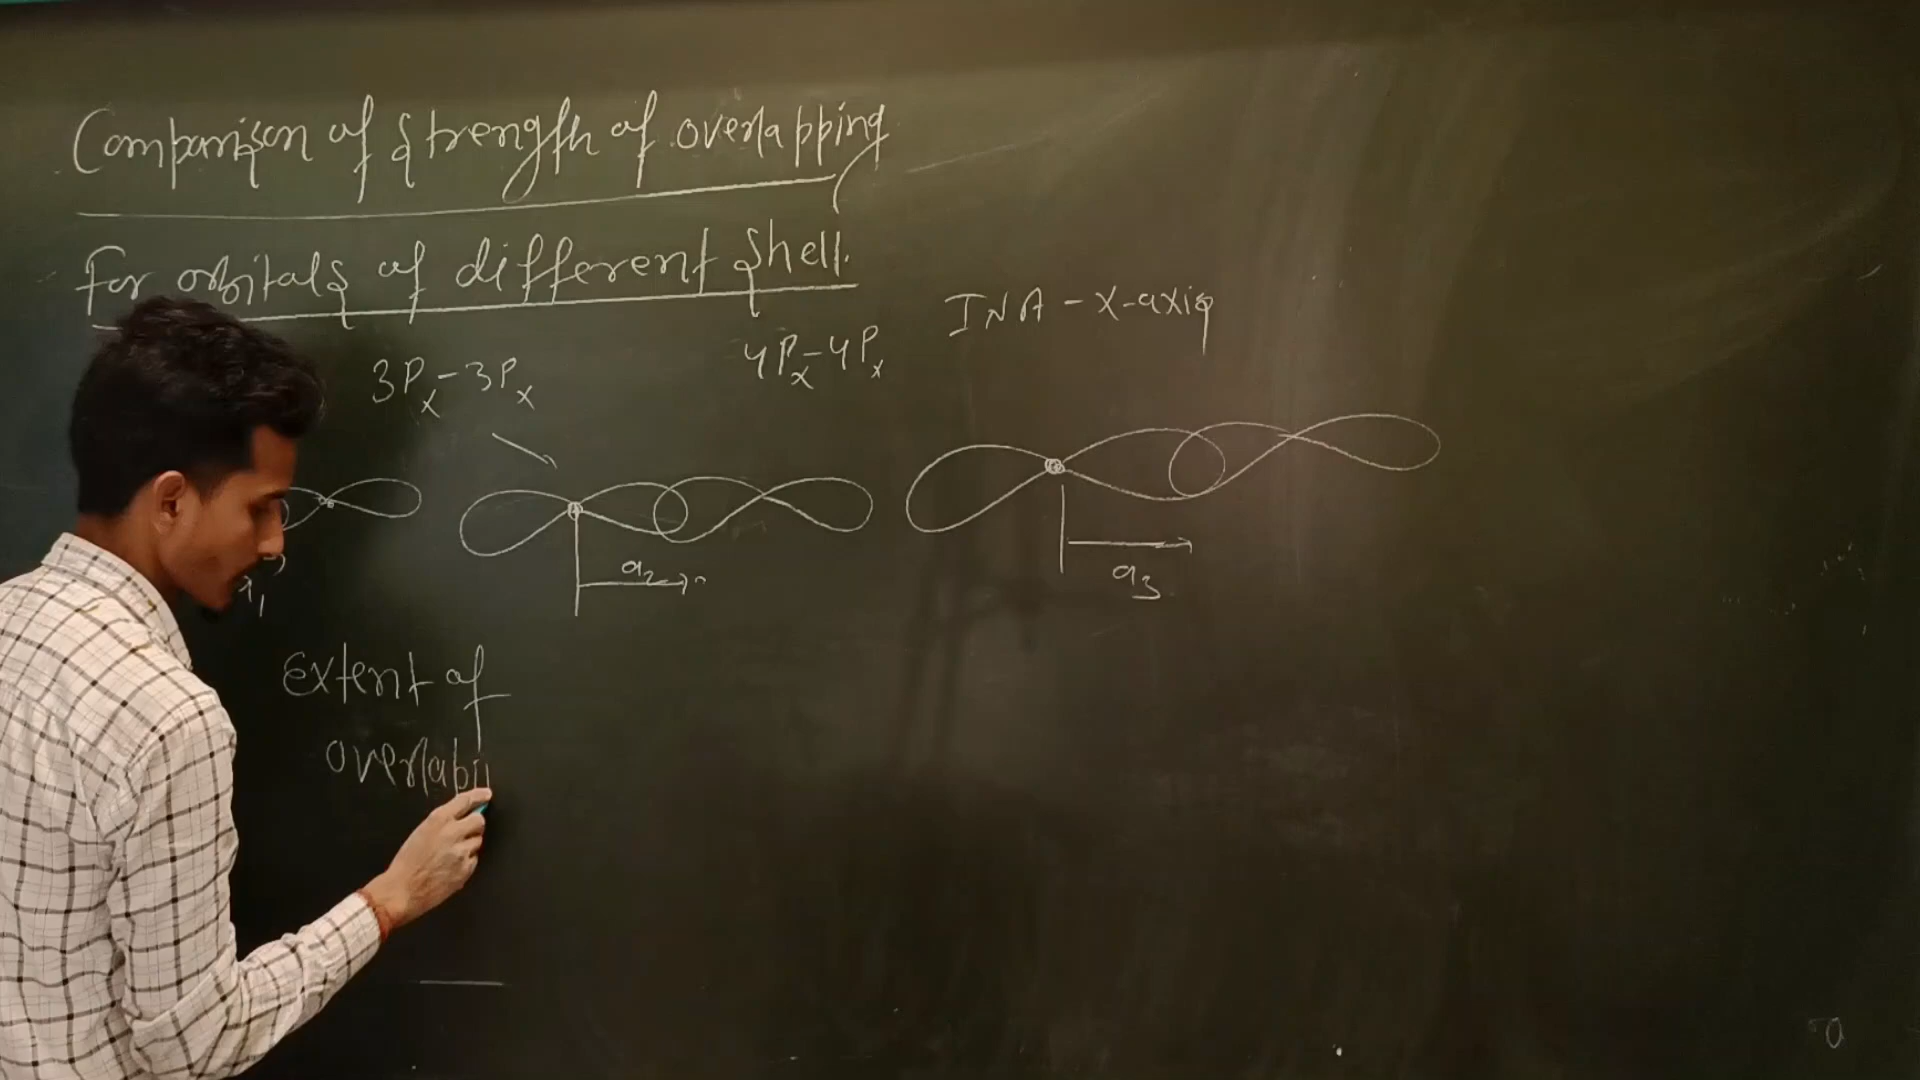 Comparison of strength of overlapping
For orbitals of different shell.
INA - X-axis
3Px-3Px
4Px-4Px
a2
a3
Extent of
overlapi